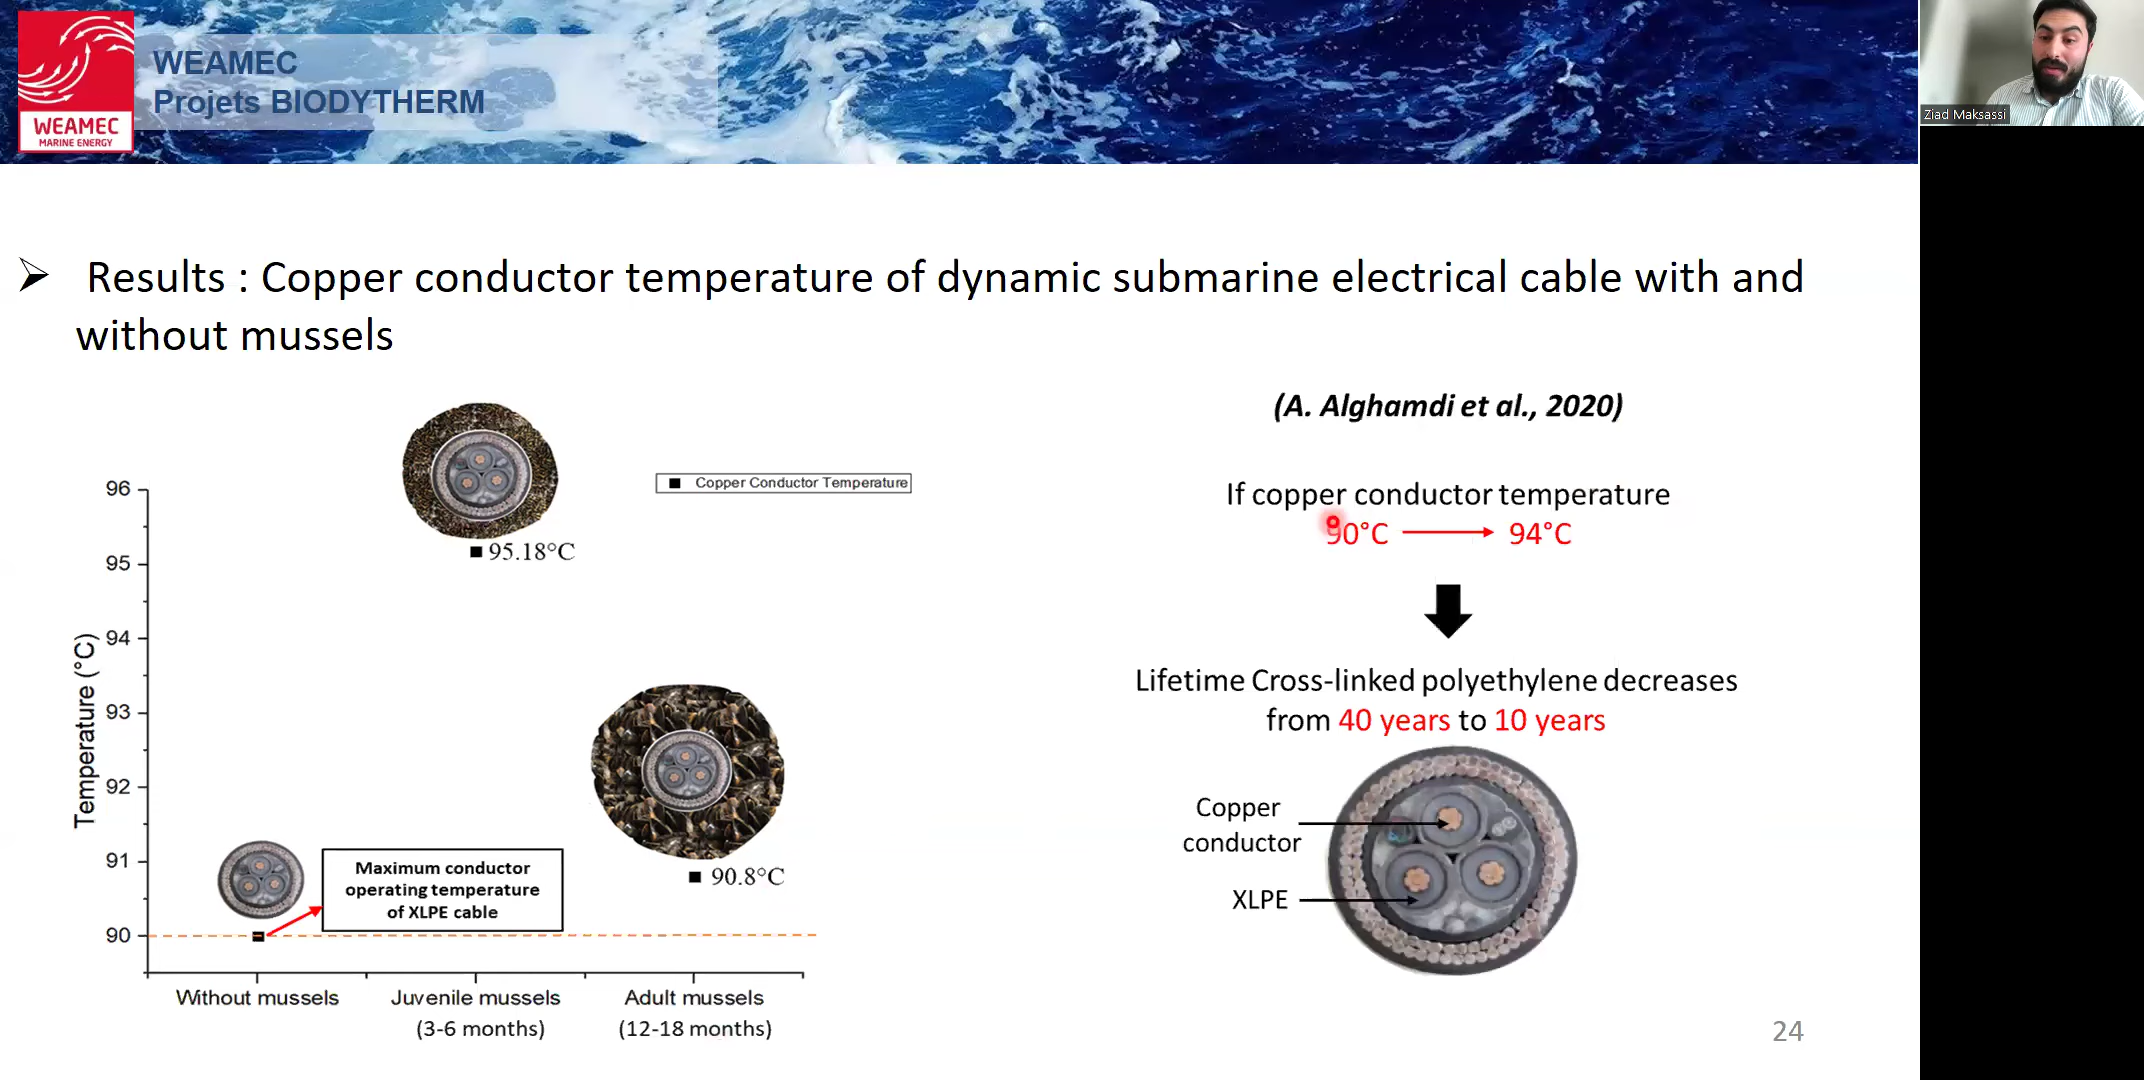 WEAMEC
Projets BIODYTHERM
WEAMEC
MARINE ENERGY
Ziad Maksassi
➢ Results : Copper conductor temperature of dynamic submarine electrical cable with and
without mussels
Copper Conductor Temperature
96
95
94
93
92
91
90
Temperature (°C)
95.18°C
90.8°C
Maximum conductor
operating temperature
of XLPE cable
Without mussels
Juvenile mussels
(3-6 months)
Adult mussels
(12-18 months)
(A. Alghamdi et al., 2020)
If copper conductor temperature
90°C → 94°C
Lifetime Cross-linked polyethylene decreases
from 40 years to 10 years
Copper
conductor
XLPE
24